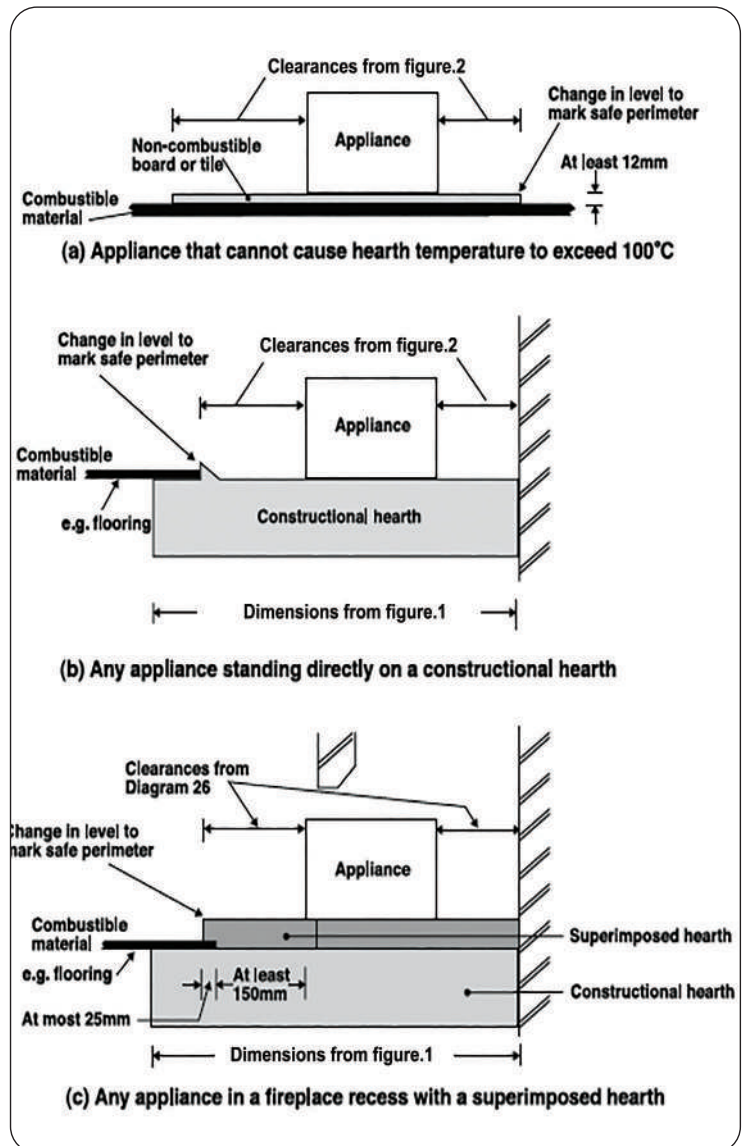 Clearances from figure.2
Change in level to
mark safe perimeter
Appliance
Non-combustible
board or tile
At least 12mm
Combustible
material
(a) Appliance that cannot cause hearth temperature to exceed 100°C
Change in level to
mark safe perimeter
Clearances from figure.2
Appliance
Combustible
material
e.g. flooring
Constructional hearth
Dimensions from figure.1
(b) Any appliance standing directly on a constructional hearth
Clearances from
Diagram 26
Change in level to
mark safe perimeter
Appliance
Combustible
material
Superimposed hearth
e.g. flooring
At least
150mm
Constructional hearth
At most 25mm
Dimensions from figure.1
(c) Any appliance in a fireplace recess with a superimposed hearth